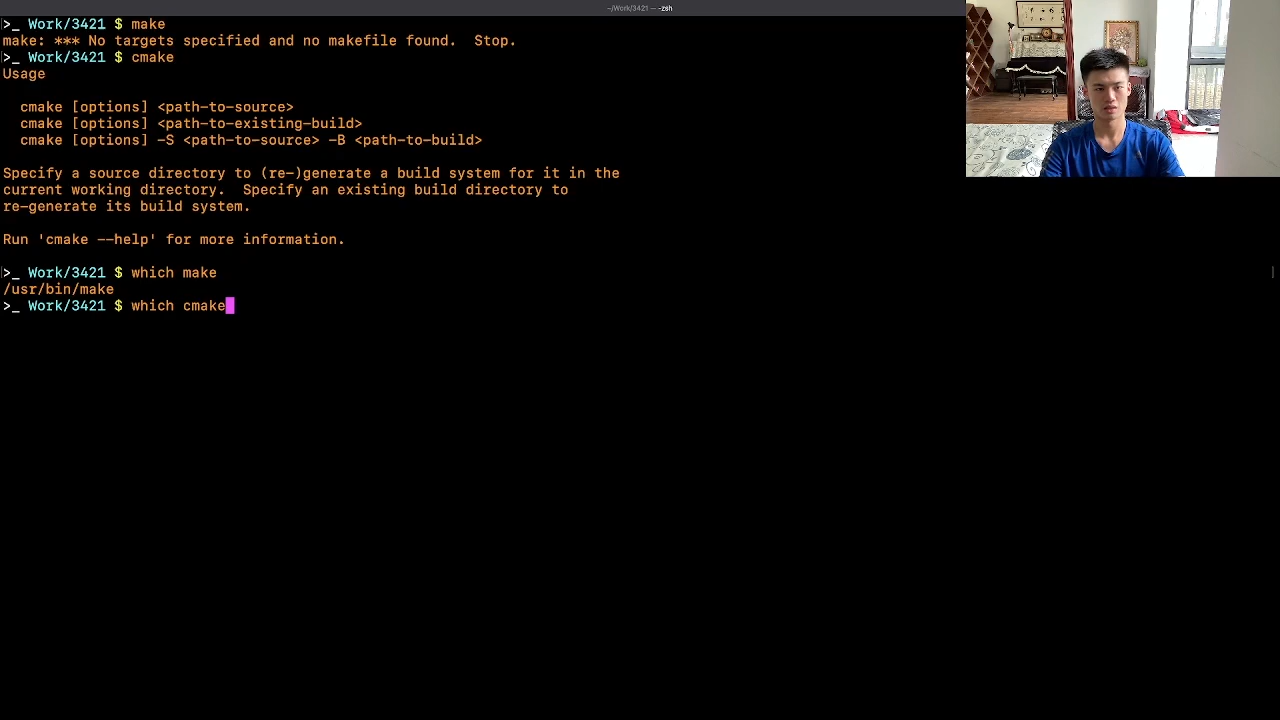 ~/Work/3421 — -zsh
>_ Work/3421 $ make
make: *** No targets specified and no makefile found.  Stop.
>_ Work/3421 $ cmake
Usage
  cmake [options] <path-to-source>
  cmake [options] <path-to-existing-build>
  cmake [options] -S <path-to-source> -B <path-to-build>
Specify a source directory to (re-)generate a build system for it in the
current working directory.  Specify an existing build directory to
re-generate its build system.
Run 'cmake --help' for more information.
>_ Work/3421 $ which make
/usr/bin/make
>_ Work/3421 $ which cmake